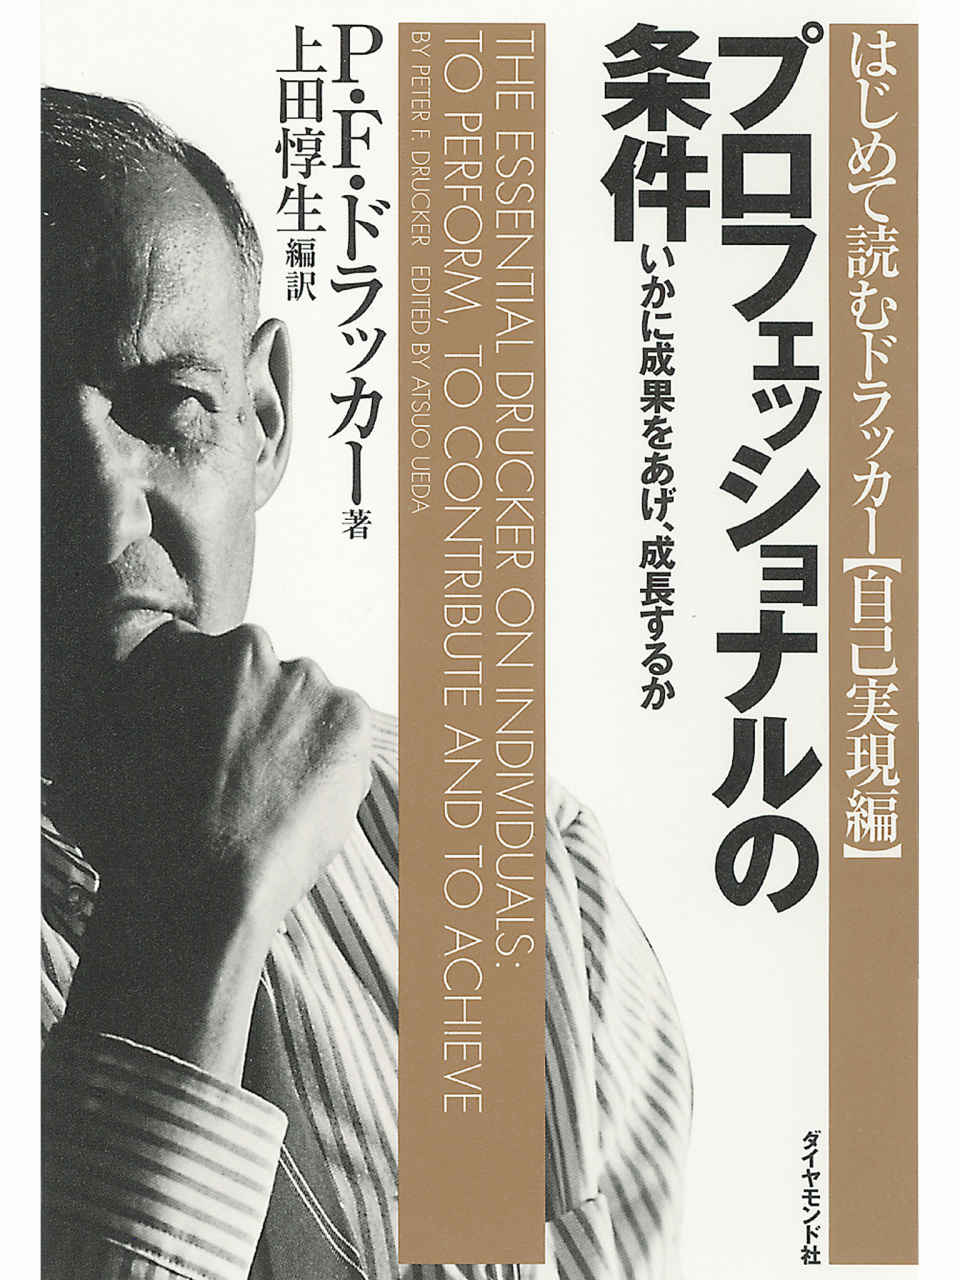 はじめて読むドラッカー【自己実現編】
プロフェッショナルの
条件
いかに成果をあげ、成長するか
THE ESSENTIAL DRUCKER ON INDIVIDUALS:
TO PERFORM, TO CONTRIBUTE AND TO ACHIEVE
BY PETER F. DRUCKER EDITED BY ATSUO UEDA
P・F・ドラッカー 著
上田惇生 編訳
ダイヤモンド社